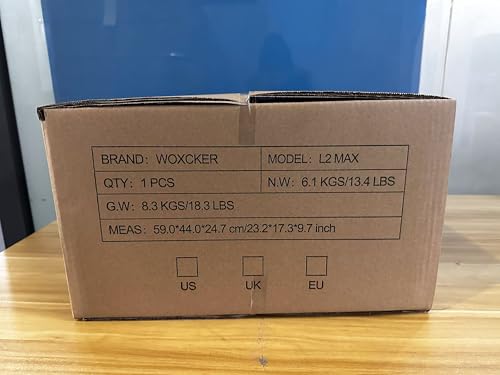 BRAND: WOXCKER MODEL: L2 MAX
QTY: 1 PCS N.W: 6.1 KGS/13.4 LBS
G.W: 8.3 KGS/18.3 LBS
MEAS: 59.0*44.0*24.7 cm/23.2*17.3*9.7 inch
US UK EU